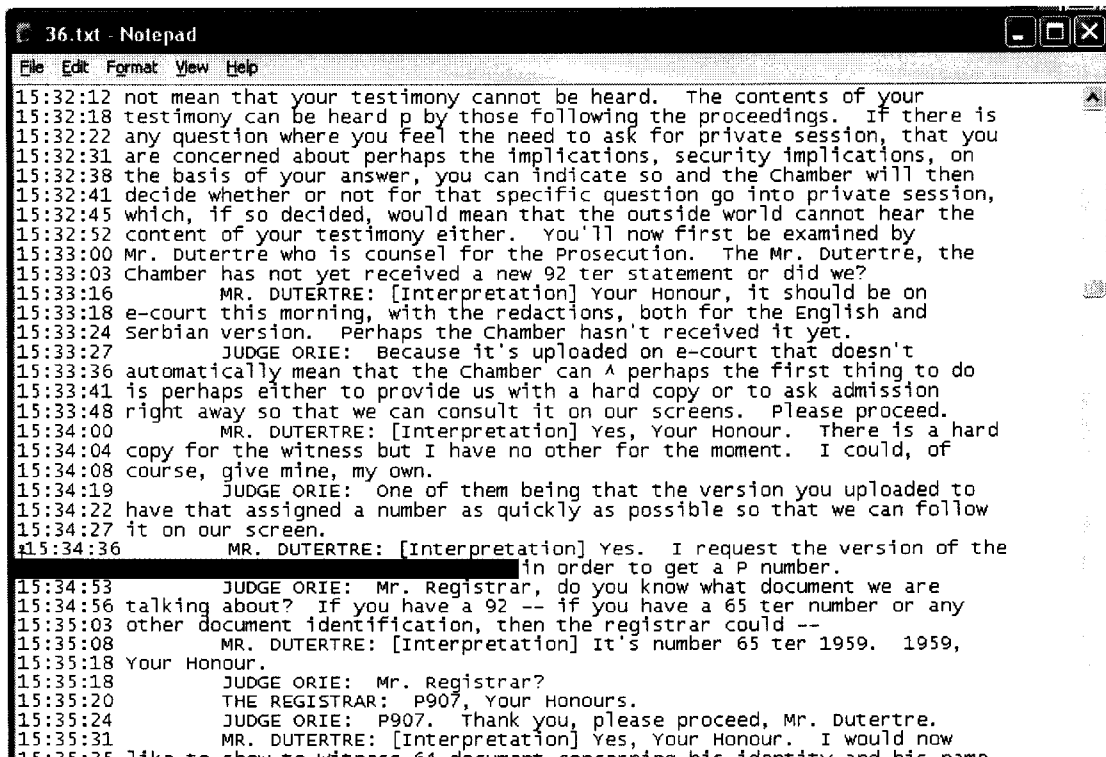 36.txt - Notepad
File Edit Format View Help
15:32:12 not mean that your testimony cannot be heard. The contents of your
15:32:18 testimony can be heard p by those following the proceedings. If there is
15:32:22 any question where you feel the need to ask for private session, that you
15:32:31 are concerned about perhaps the implications, security implications, on
15:32:38 the basis of your answer, you can indicate so and the Chamber will then
15:32:41 decide whether or not for that specific question go into private session,
15:32:45 which, if so decided, would mean that the outside world cannot hear the
15:32:52 content of your testimony either. You'll now first be examined by
15:33:00 Mr. Dutertre who is counsel for the Prosecution. The Mr. Dutertre, the
15:33:03 Chamber has not yet received a new 92 ter statement or did we?
15:33:16 MR. DUTERTRE: [Interpretation] Your Honour, it should be on
15:33:18 e-court this morning, with the redactions, both for the English and
15:33:24 Serbian version. Perhaps the Chamber hasn't received it yet.
15:33:27 JUDGE ORIE: Because it's uploaded on e-court that doesn't
15:33:36 automatically mean that the Chamber can ^ perhaps the first thing to do
15:33:41 is perhaps either to provide us with a hard copy or to ask admission
15:33:48 right away so that we can consult it on our screens. Please proceed.
15:34:00 MR. DUTERTRE: [Interpretation] Yes, Your Honour. There is a hard
15:34:04 copy for the witness but I have no other for the moment. I could, of
15:34:08 course, give mine, my own.
15:34:19 JUDGE ORIE: One of them being that the version you uploaded to
15:34:22 have that assigned a number as quickly as possible so that we can follow
15:34:27 it on our screen.
15:34:36 MR. DUTERTRE: [Interpretation] Yes. I request the version of the
in order to get a P number.
15:34:53 JUDGE ORIE: Mr. Registrar, do you know what document we are
15:34:56 talking about? If you have a 92 -- if you have a 65 ter number or any
15:35:03 other document identification, then the registrar could --
15:35:08 MR. DUTERTRE: [Interpretation] It's number 65 ter 1959. 1959,
15:35:18 Your Honour.
15:35:18 JUDGE ORIE: Mr. Registrar?
15:35:20 THE REGISTRAR: P907, Your Honours.
15:35:24 JUDGE ORIE: P907. Thank you, please proceed, Mr. Dutertre.
15:35:31 MR. DUTERTRE: [Interpretation] Yes, Your Honour. I would now
like to show to witness 64 document concerning his identity and his name